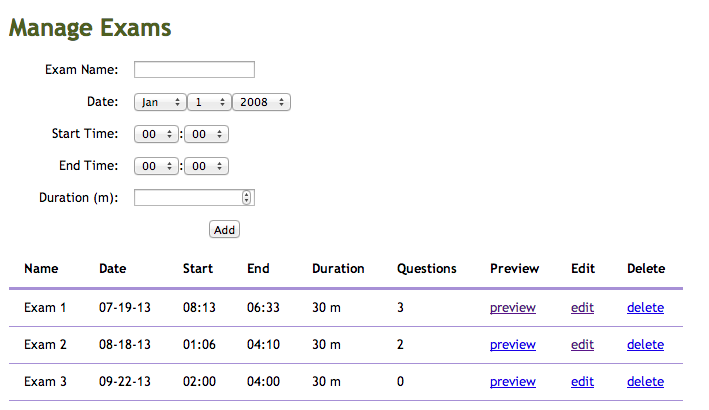 Manage Exams
Exam Name:
Date: Jan 1 2008
Start Time: 00 : 00
End Time: 00 : 00
Duration (m):
Add
Name Date Start End Duration Questions Preview Edit Delete
Exam 1 07-19-13 08:13 06:33 30 m 3 preview edit delete
Exam 2 08-18-13 01:06 04:10 30 m 2 preview edit delete
Exam 3 09-22-13 02:00 04:00 30 m 0 preview edit delete